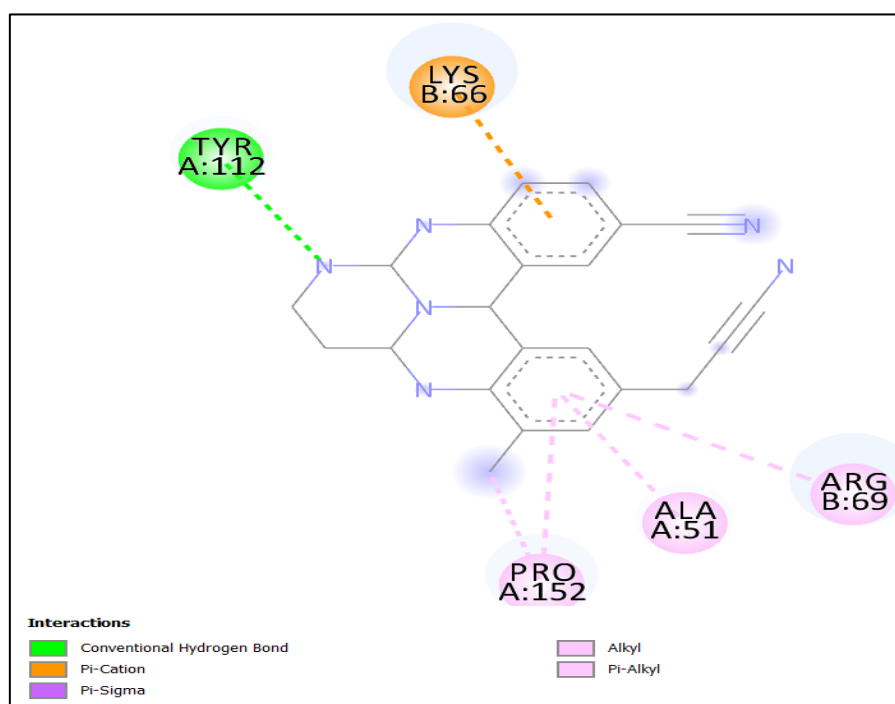 LYS
B:66
TYR
A:112
N
N
N
N
N
N
ARG
B:69
ALA
A:51
PRO
A:152
Interactions
Conventional Hydrogen Bond
Pi-Cation
Pi-Sigma
Alkyl
Pi-Alkyl